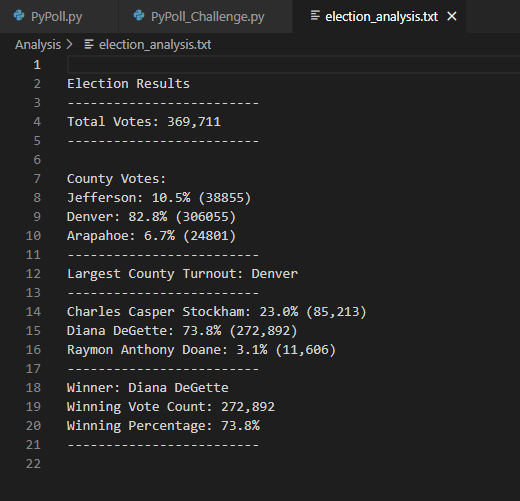 PyPoll.py PyPoll_Challenge.py election_analysis.txt
Analysis > election_analysis.txt
1
2 Election Results
3 -------------------------
4 Total Votes: 369,711
5 -------------------------
6
7 County Votes:
8 Jefferson: 10.5% (38855)
9 Denver: 82.8% (306055)
10 Arapahoe: 6.7% (24801)
11 -------------------------
12 Largest County Turnout: Denver
13 -------------------------
14 Charles Casper Stockham: 23.0% (85,213)
15 Diana DeGette: 73.8% (272,892)
16 Raymon Anthony Doane: 3.1% (11,606)
17 -------------------------
18 Winner: Diana DeGette
19 Winning Vote Count: 272,892
20 Winning Percentage: 73.8%
21 -------------------------
22